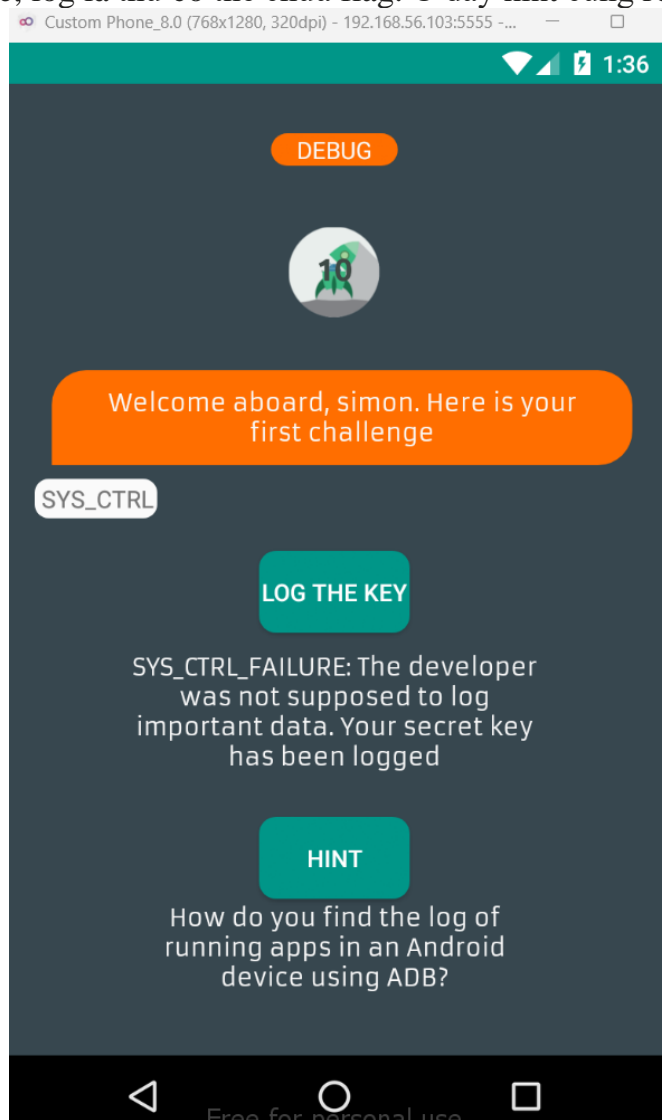 Custom Phone_8.0 (768x1280, 320dpi) - 192.168.56.103:5555 -...
1:36
DEBUG
10
Welcome aboard, simon. Here is your
first challenge
SYS_CTRL
LOG THE KEY
SYS_CTRL_FAILURE: The developer
was not supposed to log
important data. Your secret key
has been logged
HINT
How do you find the log of
running apps in an Android
device using ADB?
Free for personal use